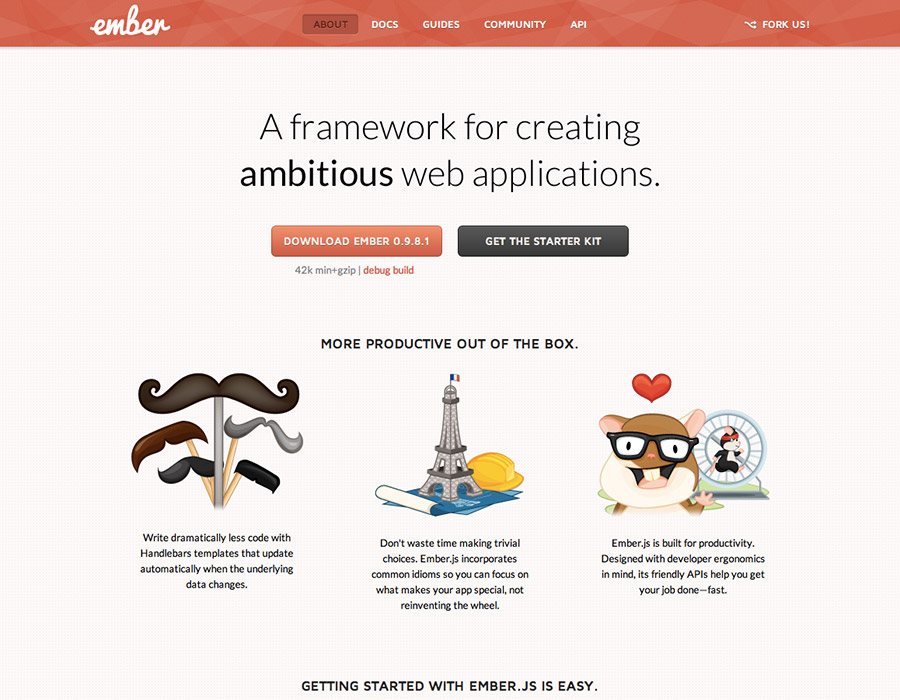 ember
ABOUT
DOCS
GUIDES
COMMUNITY
API
FORK US!
A framework for creating
ambitious web applications.
DOWNLOAD EMBER 0.9.8.1
GET THE STARTER KIT
42k min+gzip | debug build
MORE PRODUCTIVE OUT OF THE BOX.
Write dramatically less code with
Handlebars templates that update
automatically when the underlying
data changes.
Don't waste time making trivial
choices. Ember.js incorporates
common idioms so you can focus on
what makes your app special, not
reinventing the wheel.
Ember.js is built for productivity.
Designed with developer ergonomics
in mind, its friendly APIs help you get
your job done—fast.
GETTING STARTED WITH EMBER.JS IS EASY.